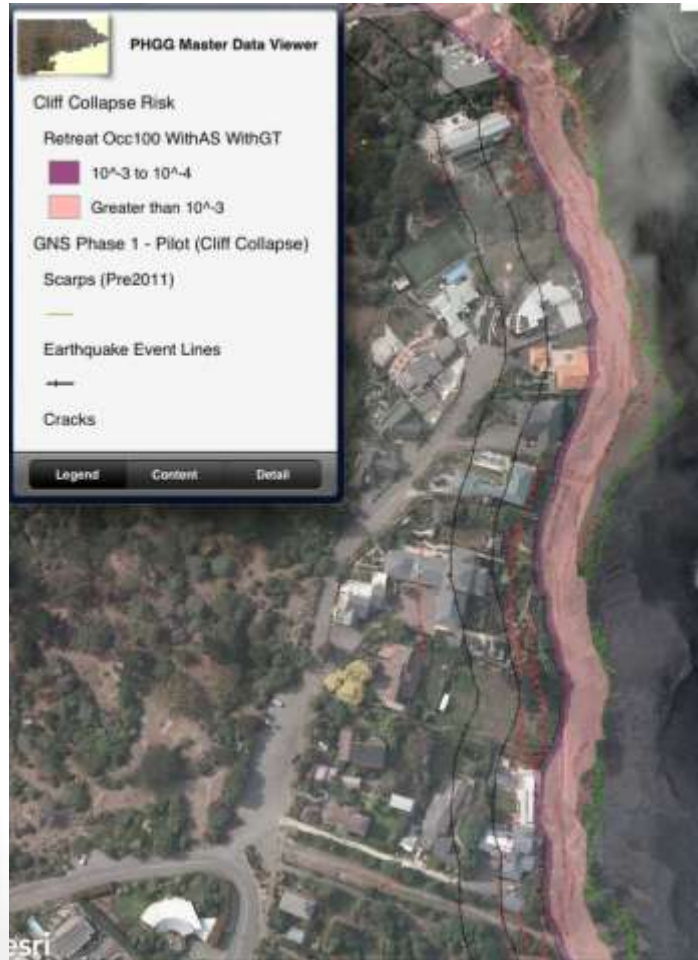 PHGG Master Data Viewer
Cliff Collapse Risk
Retreat Occ100 WithAS WithGT
10^-3 to 10^-4
Greater than 10^-3
GNS Phase 1 - Pilot (Cliff Collapse)
Scarps (Pre2011)
Earthquake Event Lines
Cracks
Legend
Content
Detail
esri